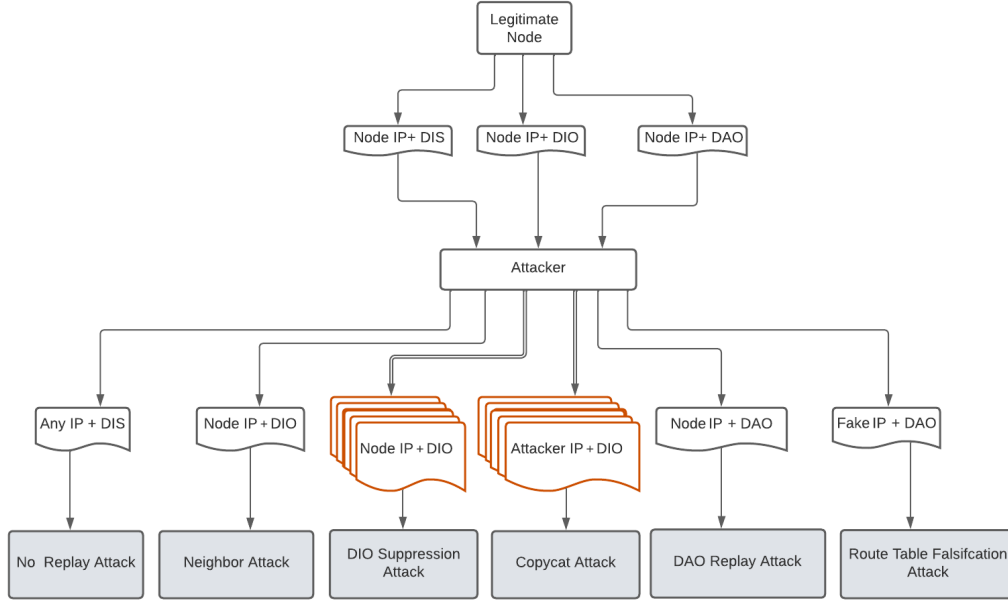 Legitimate
Node
Node IP+ DIS
Node IP+ DIO
Node IP+ DAO
Attacker
Any IP + DIS
Node IP + DIO
Node IP + DIO
Attacker IP + DIO
Node IP + DAO
Fake IP + DAO
No Replay Attack
Neighbor Attack
DIO Suppression
Attack
Copycat Attack
DAO Replay Attack
Route Table Falsifcation
Attack